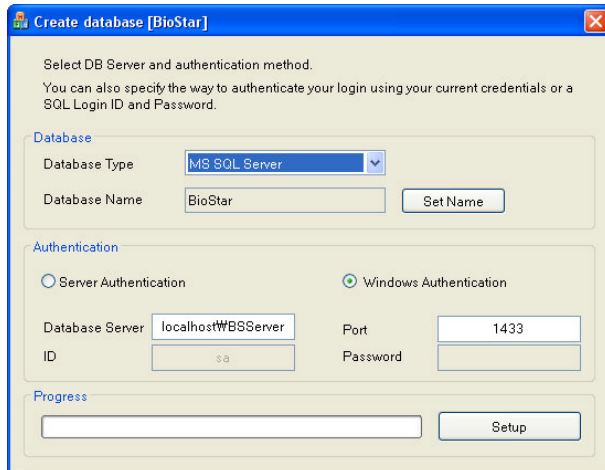 Create database [BioStar]
Select DB Server and authentication method.
You can also specify the way to authenticate your login using your current credentials or a
SQL Login ID and Password.
Database
Database Type MS SQL Server
Database Name BioStar Set Name
Authentication
Server Authentication Windows Authentication
Database Server localhost₩BSServer Port 1433
ID sa Password
Progress
Setup